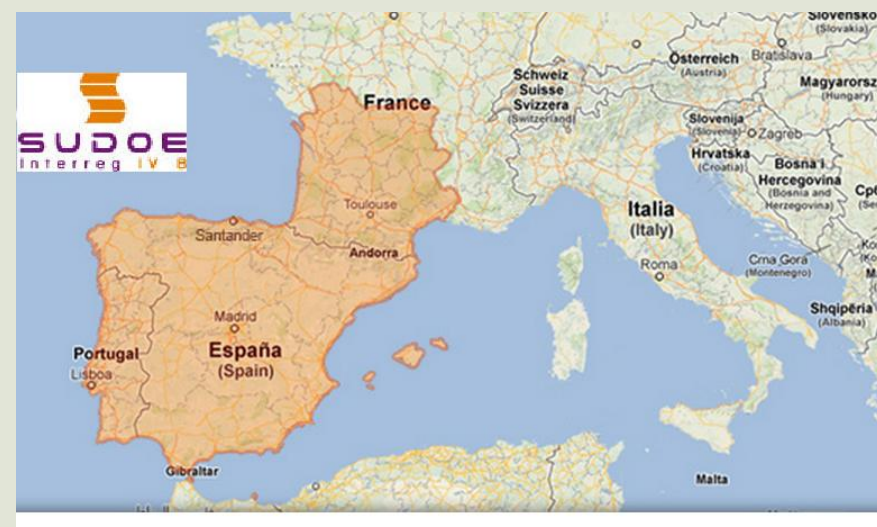 SUDOE
Interreg IV B
Slovensko
(Slovakia)
Österreich
(Austria)
Bratislava
Schweiz
Suisse
Svizzera
(Switzerland)
Magyarorsz
(Hungary)
France
Slovenija
(Slovenia)
Zagreb
Hrvatska
(Croatia)
Bosna i
Hercegovina
(Bosnia and
Herzegovina)
Срб
(Se
Toulouse
Italia
(Italy)
Santander
Andorra
Roma
Crna Gora
(Montenegro)
Madrid
Shqipëria
(Albania)
Portugal
España
(Spain)
Lisboa
Gibraltar
Malta